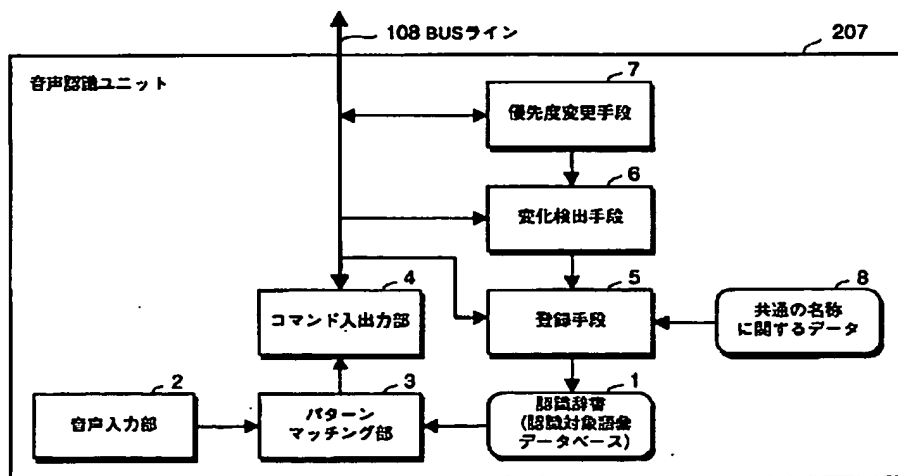 108 BUSライン
207
音声認識ユニット
7
優先度変更手段
6
変化検出手段
5
登録手段
8
共通の名称
に関するデータ
4
コマンド入出力部
2
音声入力部
3
パターン
マッチング部
1
認識辞書
(認識対象語彙
データベース)